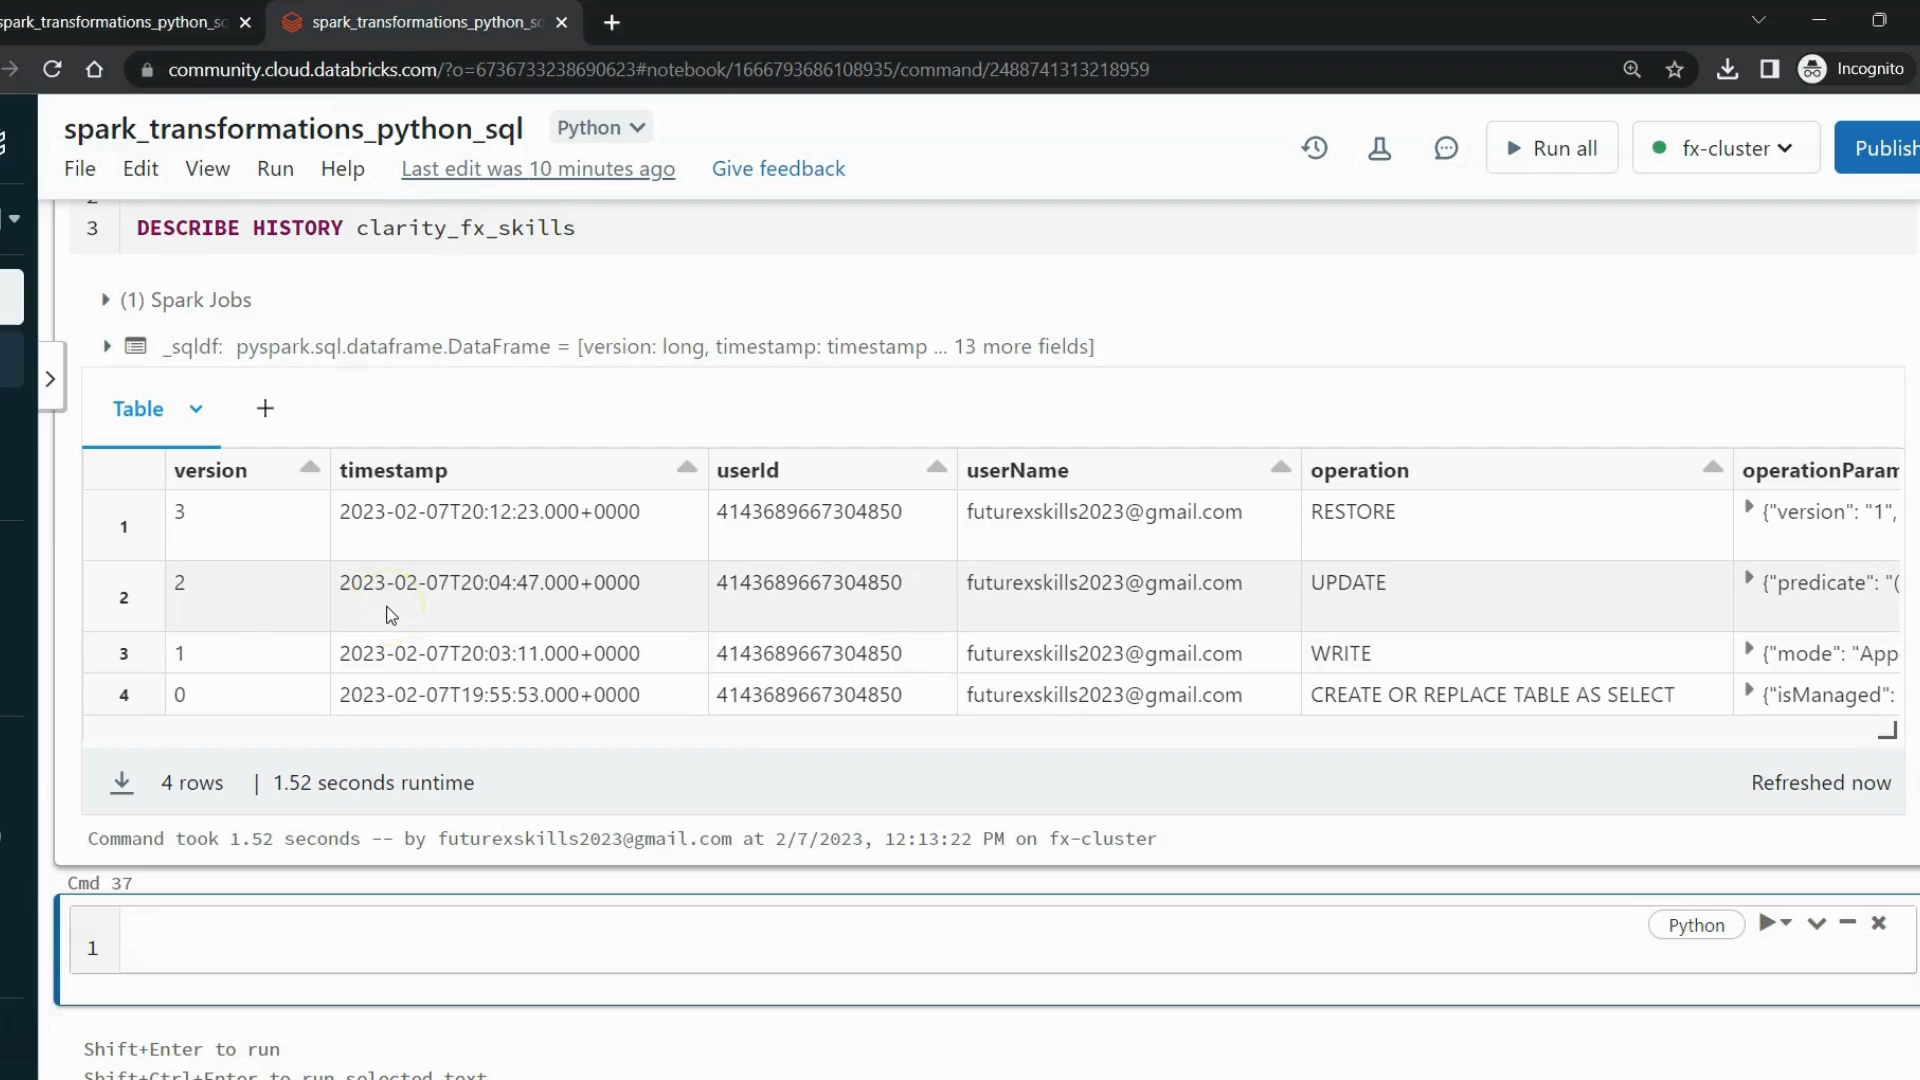 spark_transformations_python_sc
spark_transformations_python_sc
community.cloud.databricks.com/?o=6736733238690623#notebook/1666793686108935/command/2488741313218959
Incognito
spark_transformations_python_sql
Python
File Edit View Run Help Last edit was 10 minutes ago Give feedback
Run all
fx-cluster
Publish
3 DESCRIBE HISTORY clarity_fx_skills
(1) Spark Jobs
_sqldf: pyspark.sql.dataframe.DataFrame = [version: long, timestamp: timestamp ... 13 more fields]
Table +
version timestamp userId userName operation operationParam
1 3 2023-02-07T20:12:23.000+0000 4143689667304850 futurexskills2023@gmail.com RESTORE {"version": "1",
2 2 2023-02-07T20:04:47.000+0000 4143689667304850 futurexskills2023@gmail.com UPDATE {"predicate": "(
3 1 2023-02-07T20:03:11.000+0000 4143689667304850 futurexskills2023@gmail.com WRITE {"mode": "App
4 0 2023-02-07T19:55:53.000+0000 4143689667304850 futurexskills2023@gmail.com CREATE OR REPLACE TABLE AS SELECT {"isManaged":
4 rows | 1.52 seconds runtime
Refreshed now
Command took 1.52 seconds -- by futurexskills2023@gmail.com at 2/7/2023, 12:13:22 PM on fx-cluster
Cmd 37
Python
1
Shift+Enter to run
Shift+Ctrl+Enter to run selected text